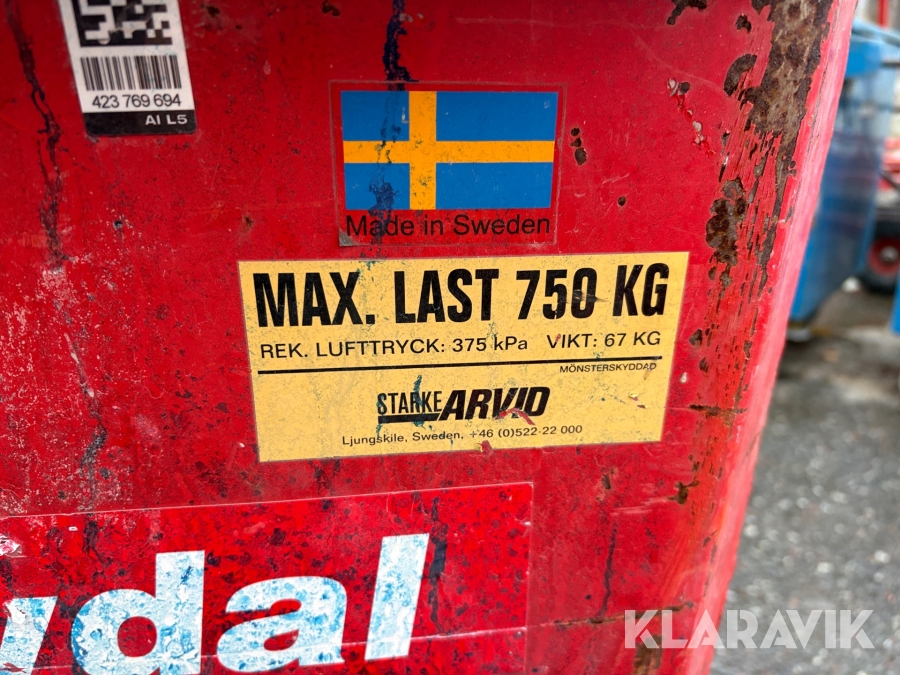 423 769 694
AI L5
Made in Sweden
MAX. LAST 750 KG
REK. LUFTTRYCK: 375 kPa VIKT: 67 KG
MÖNSTERSKYDDAD
STARKE ARVID
Ljungskile, Sweden, +46 (0)522-22 000
dal
KLARAVIK